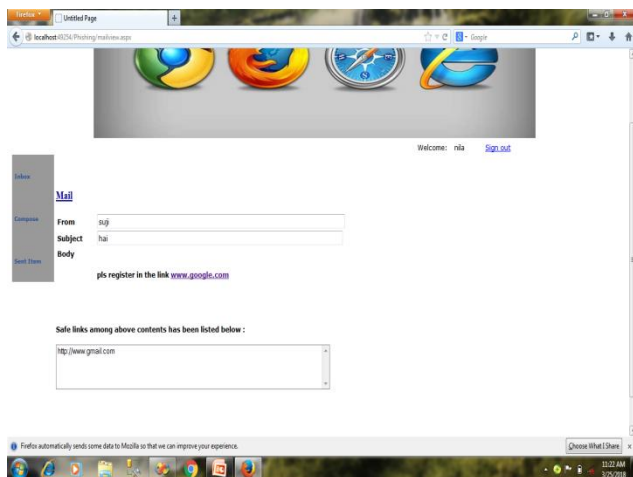 Firefox
Untitled Page
localhost:49254/Phishing/mailview.aspx
Google
Welcome: nila Sign out
Inbox
Mail
Compose
From suji
Subject hai
Body
Sent Item
pls register in the link www.google.com
Safe links among above contents has been listed below :
http://www.gmail.com
Firefox automatically sends some data to Mozilla so that we can improve your experience.
Choose What I Share
11:22 AM
3/25/2018